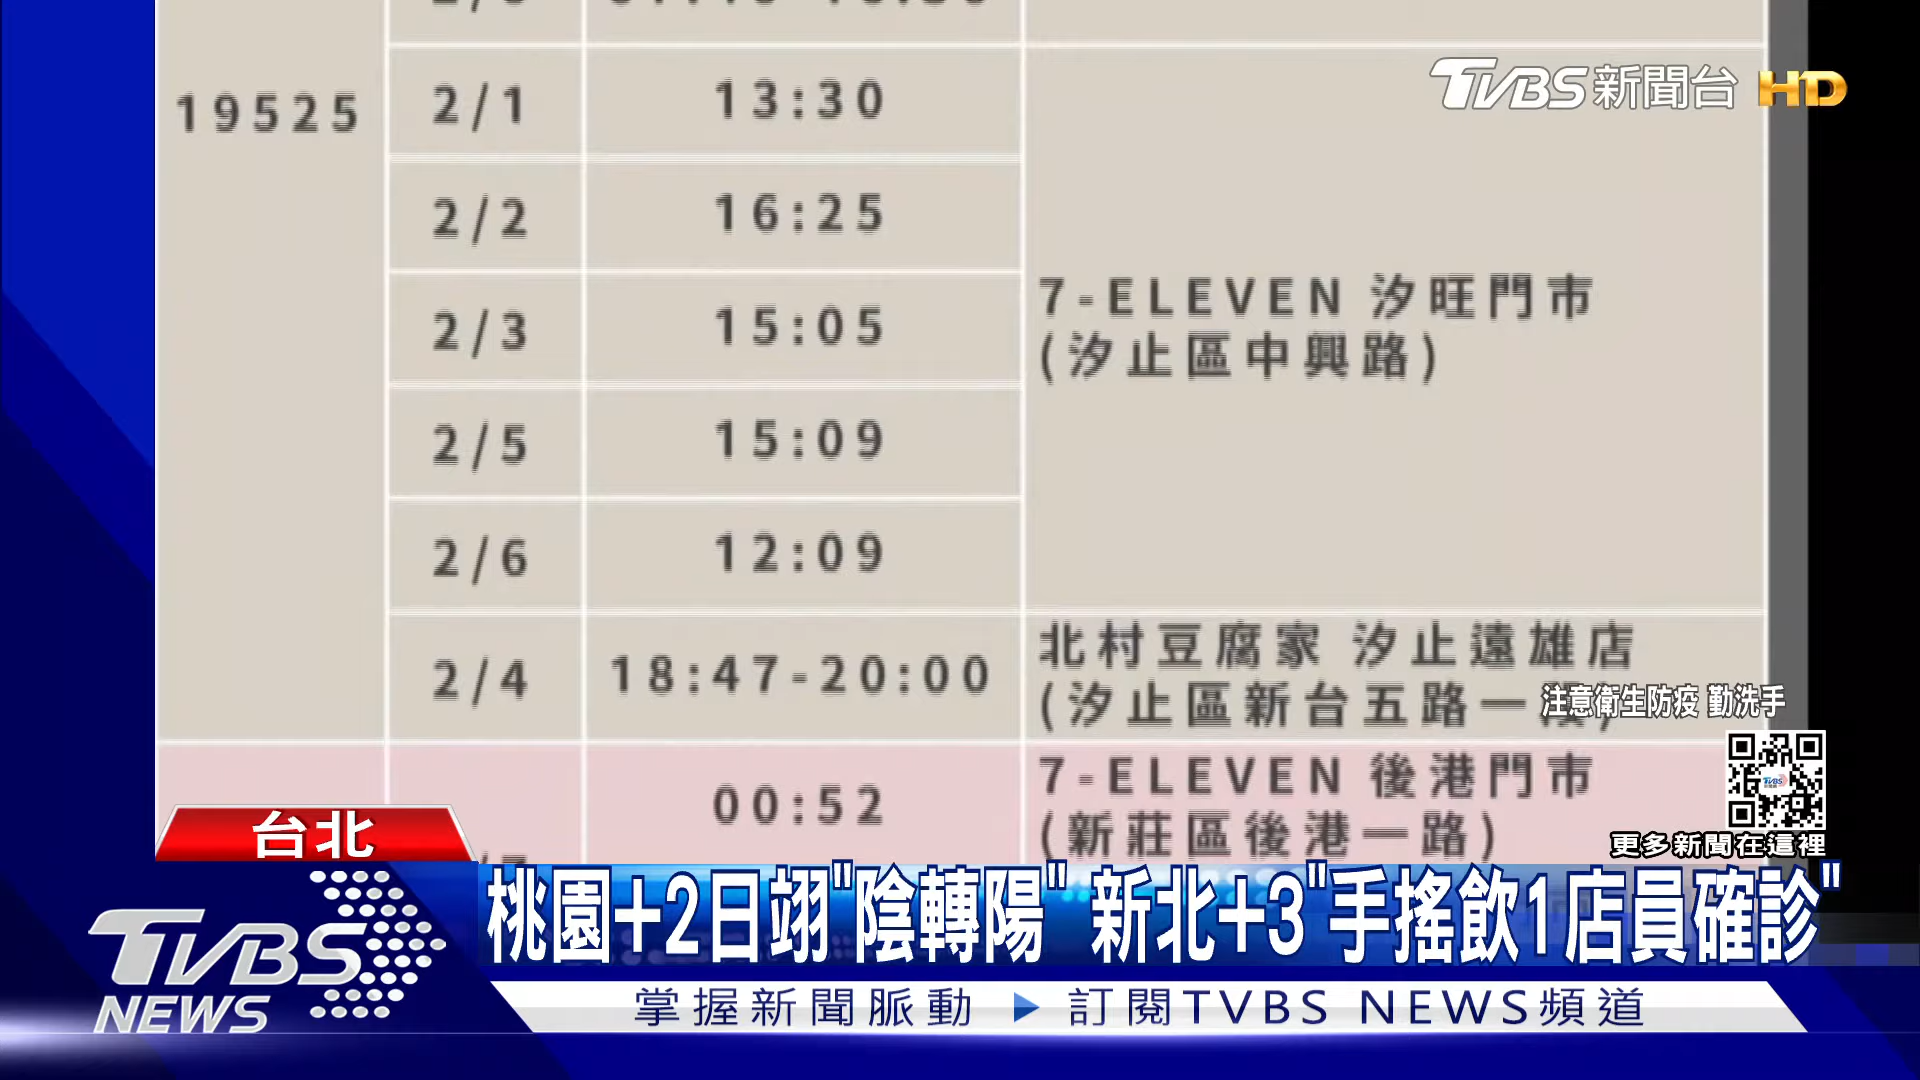 TVBS新聞台 HD
19525
2/1 13:30
2/2 16:25
2/3 15:05
7-ELEVEN 汐旺門市
(汐止區中興路)
2/5 15:09
2/6 12:09
2/4 18:47-20:00
北村豆腐家 汐止遠雄店
(汐止區新台五路一段)
注意衛生防疫 勤洗手
00:52
7-ELEVEN 後港門市
(新莊區後港一路)
更多新聞在這裡
台北
桃園+2日翊"陰轉陽" 新北+3"手搖飲1店員確診"
TVBS
NEWS
掌握新聞脈動 ▶ 訂閱TVBS NEWS頻道